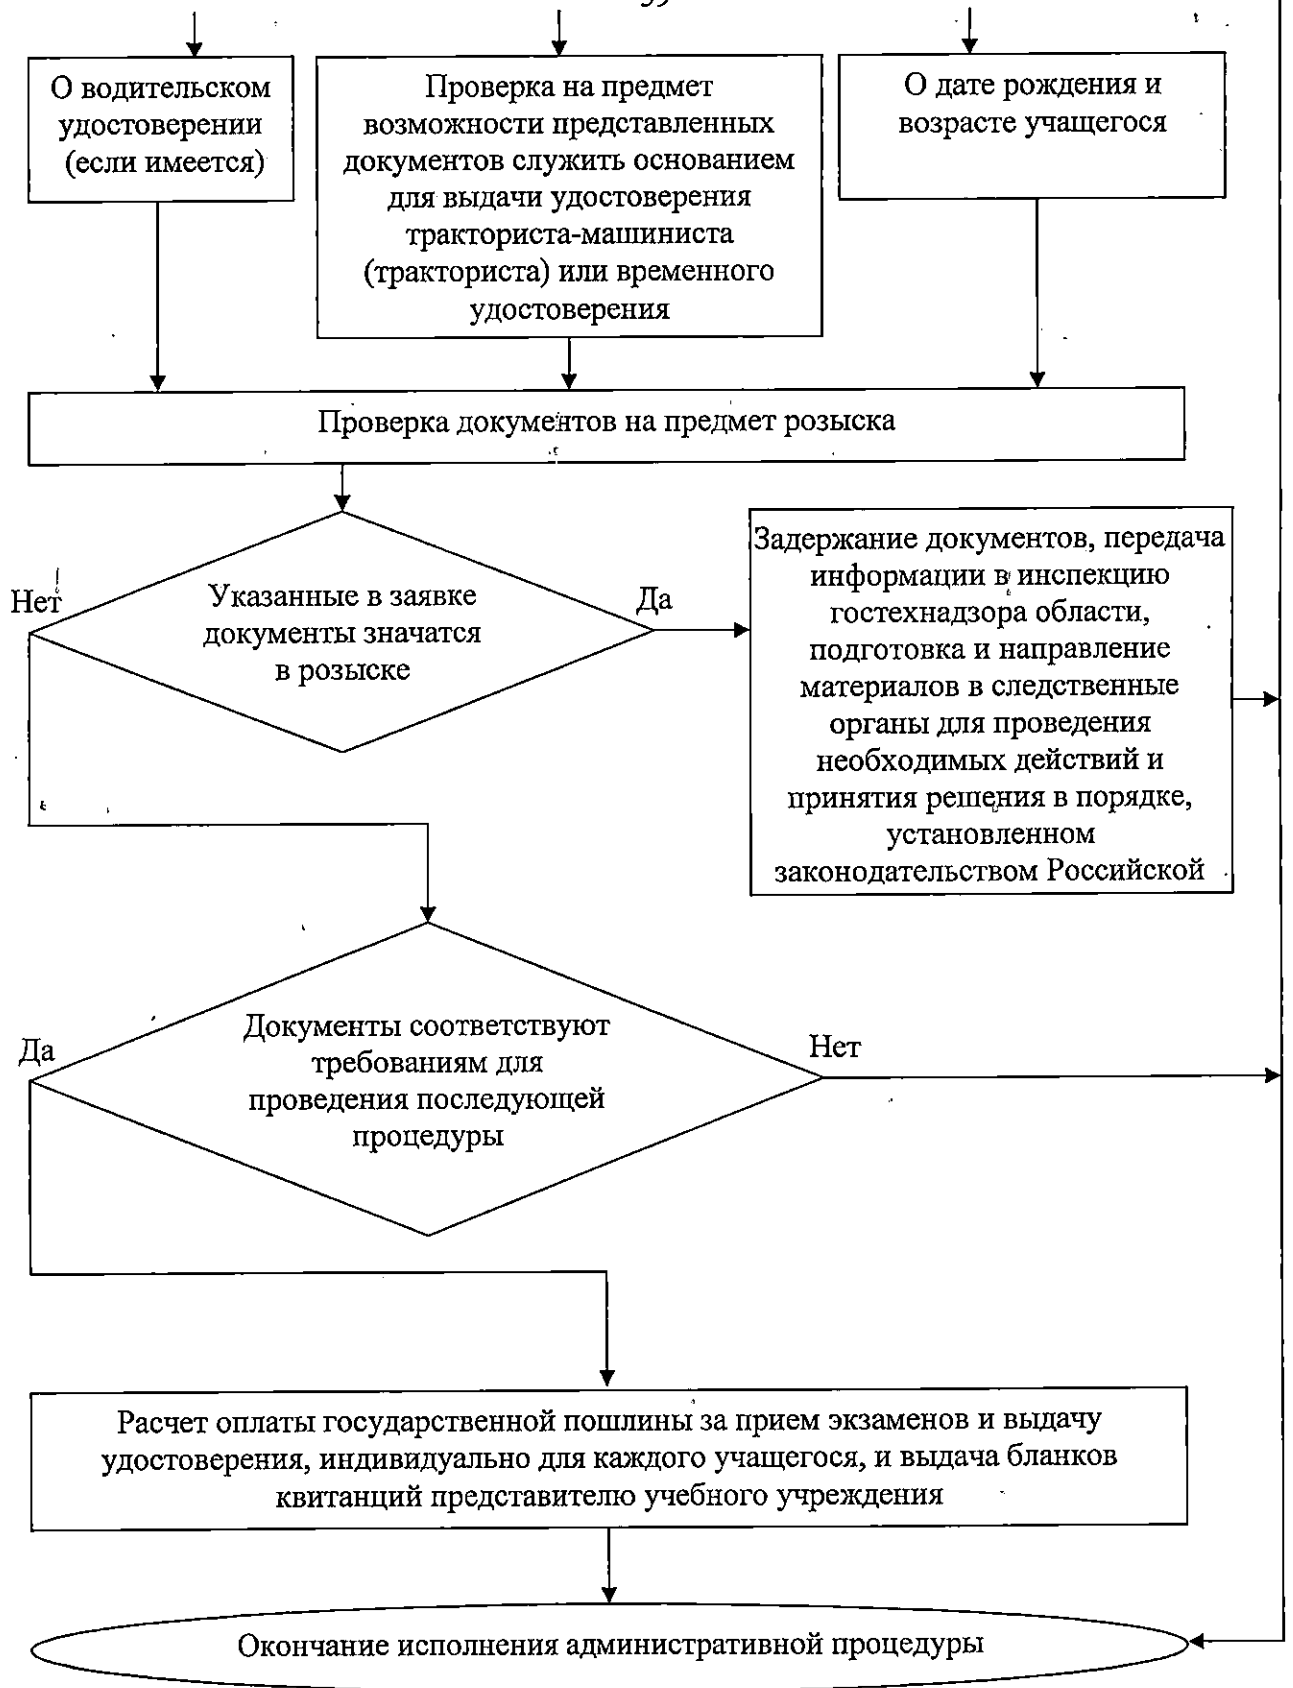 О водительском
удостоверении
(если имеется)
Проверка на предмет
возможности представленных
документов служить основанием
для выдачи удостоверения
тракториста-машиниста
(тракториста) или временного
удостоверения
О дате рождения и
возрасте учащегося
Проверка документов на предмет розыска
Нет
Указанные в заявке
документы значатся
в розыске
Да
Задержание документов, передача
информации в инспекцию
гостехнадзора области,
подготовка и направление
материалов в следственные
органы для проведения
необходимых действий и
принятия решения в порядке,
установленном
законодательством Российской
Да
Документы соответствуют
требованиям для
проведения последующей
процедуры
Нет
Расчет оплаты государственной пошлины за прием экзаменов и выдачу
удостоверения, индивидуально для каждого учащегося, и выдача бланков
квитанций представителю учебного учреждения
Окончание исполнения административной процедуры